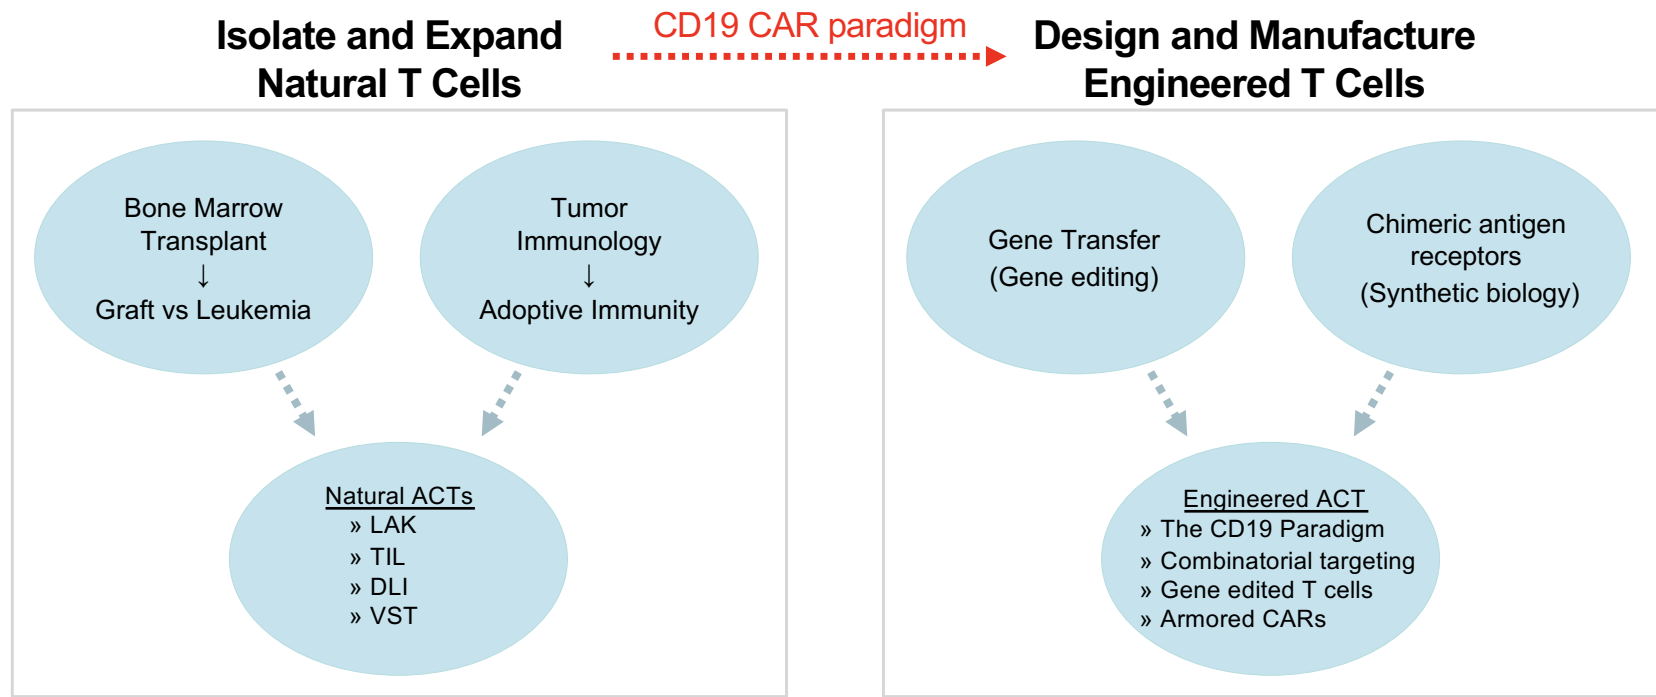 Isolate and Expand
Natural T Cells
CD19 CAR paradigm
Design and Manufacture
Engineered T Cells
Bone Marrow
Transplant
↓
Graft vs Leukemia
Tumor
Immunology
↓
Adoptive Immunity
Natural ACTs
» LAK
» TIL
» DLI
» VST
Gene Transfer
(Gene editing)
Chimeric antigen
receptors
(Synthetic biology)
Engineered ACT
» The CD19 Paradigm
» Combinatorial targeting
» Gene edited T cells
» Armored CARs